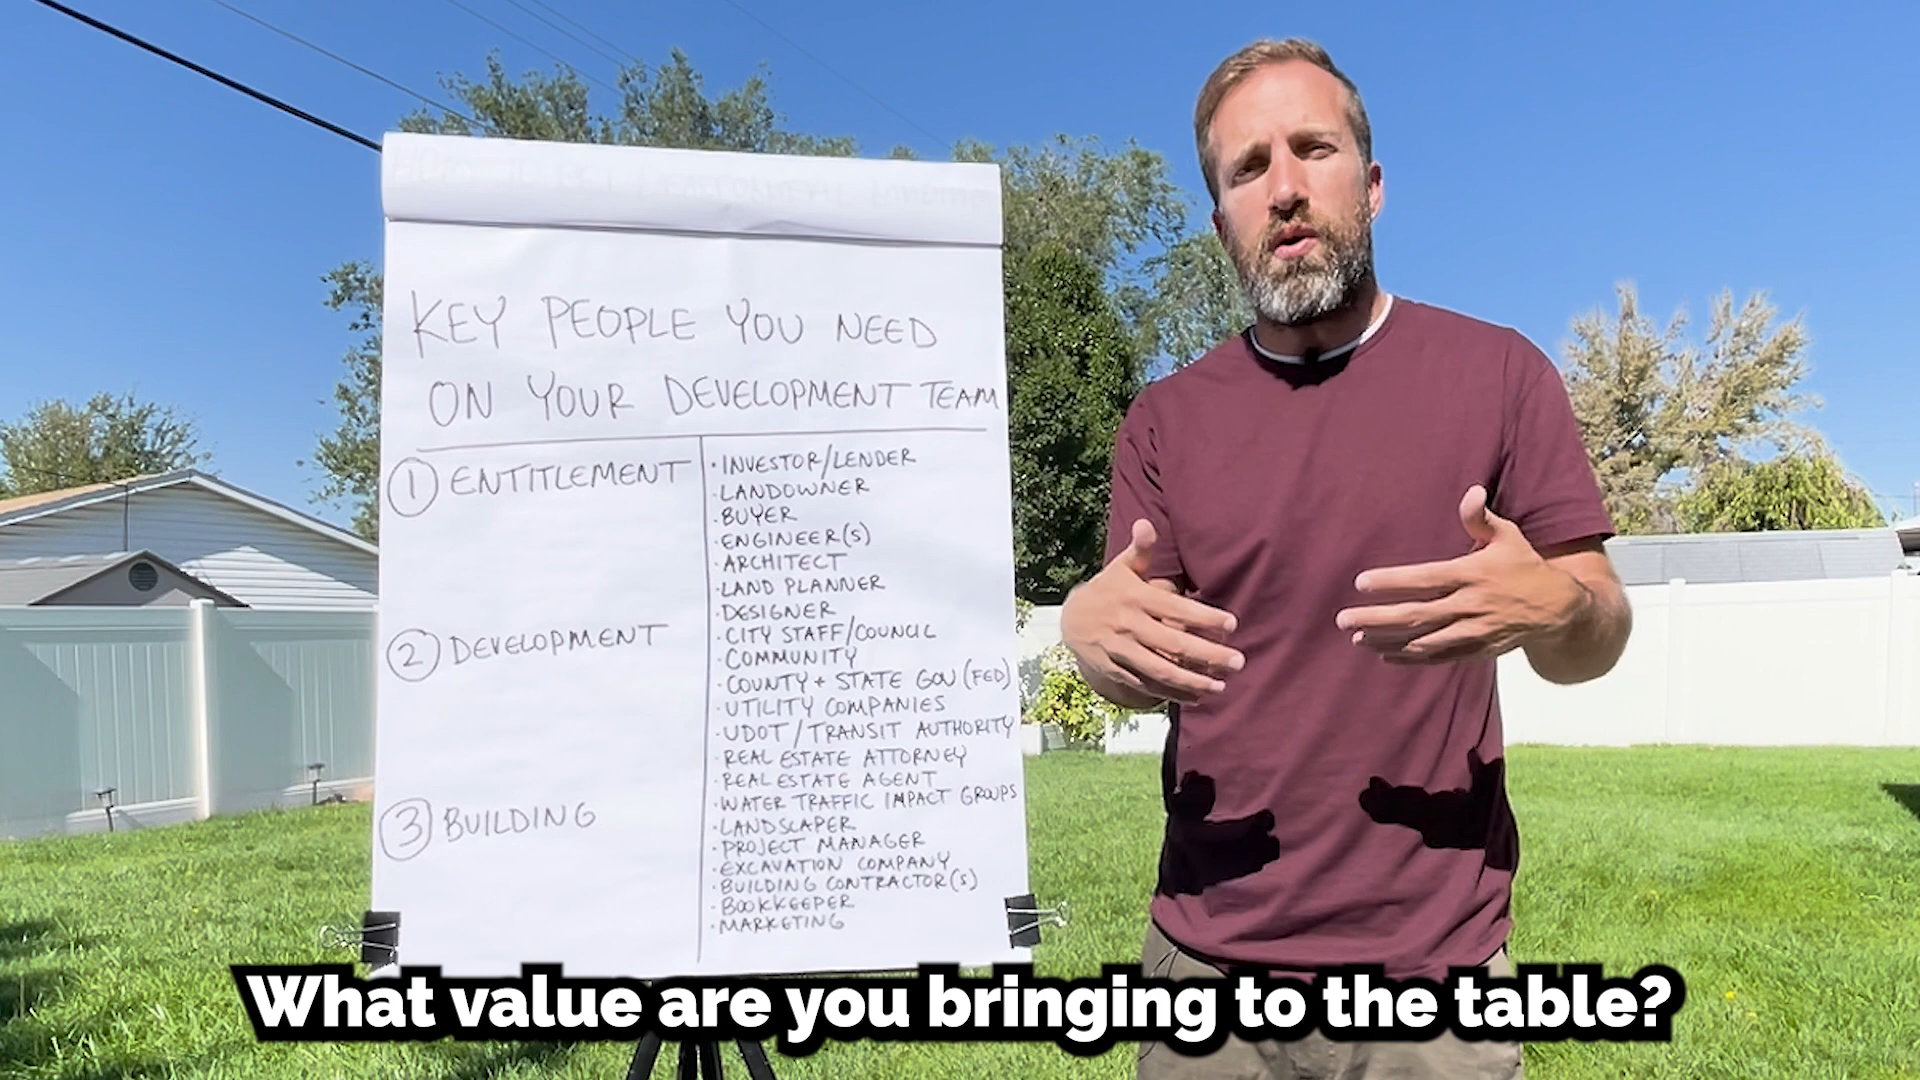 KEY PEOPLE YOU NEED
ON YOUR DEVELOPMENT TEAM
① ENTITLEMENT
② DEVELOPMENT
③ BUILDING
· INVESTOR/LENDER
· LANDOWNER
· BUYER
· ENGINEER(S)
· ARCHITECT
· LAND PLANNER
· DESIGNER
· CITY STAFF/COUNCIL
· COMMUNITY
· COUNTY + STATE GOV (FED)
· UTILITY COMPANIES
· UDOT / TRANSIT AUTHORITY
· REAL ESTATE ATTORNEY
· REAL ESTATE AGENT
· WATER TRAFFIC IMPACT GROUPS
· LANDSCAPER
· PROJECT MANAGER
· EXCAVATION COMPANY
· BUILDING CONTRACTOR(S)
· BOOKKEEPER
· MARKETING
What value are you bringing to the table?